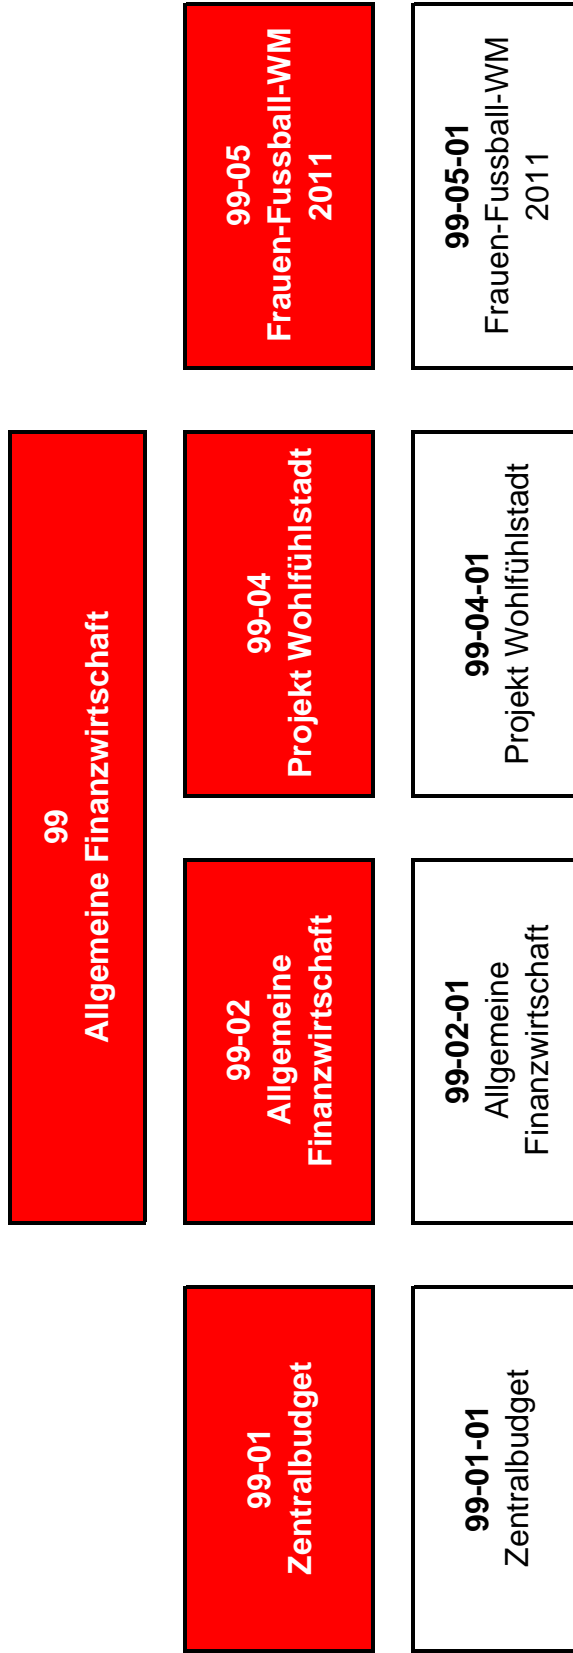 99
Allgemeine Finanzwirtschaft
99-01
Zentralbudget
99-02
Allgemeine
Finanzwirtschaft
99-04
Projekt Wohlfühlstadt
99-05
Frauen-Fussball-WM
2011
99-01-01
Zentralbudget
99-02-01
Allgemeine
Finanzwirtschaft
99-04-01
Projekt Wohlfühlstadt
99-05-01
Frauen-Fussball-WM
2011